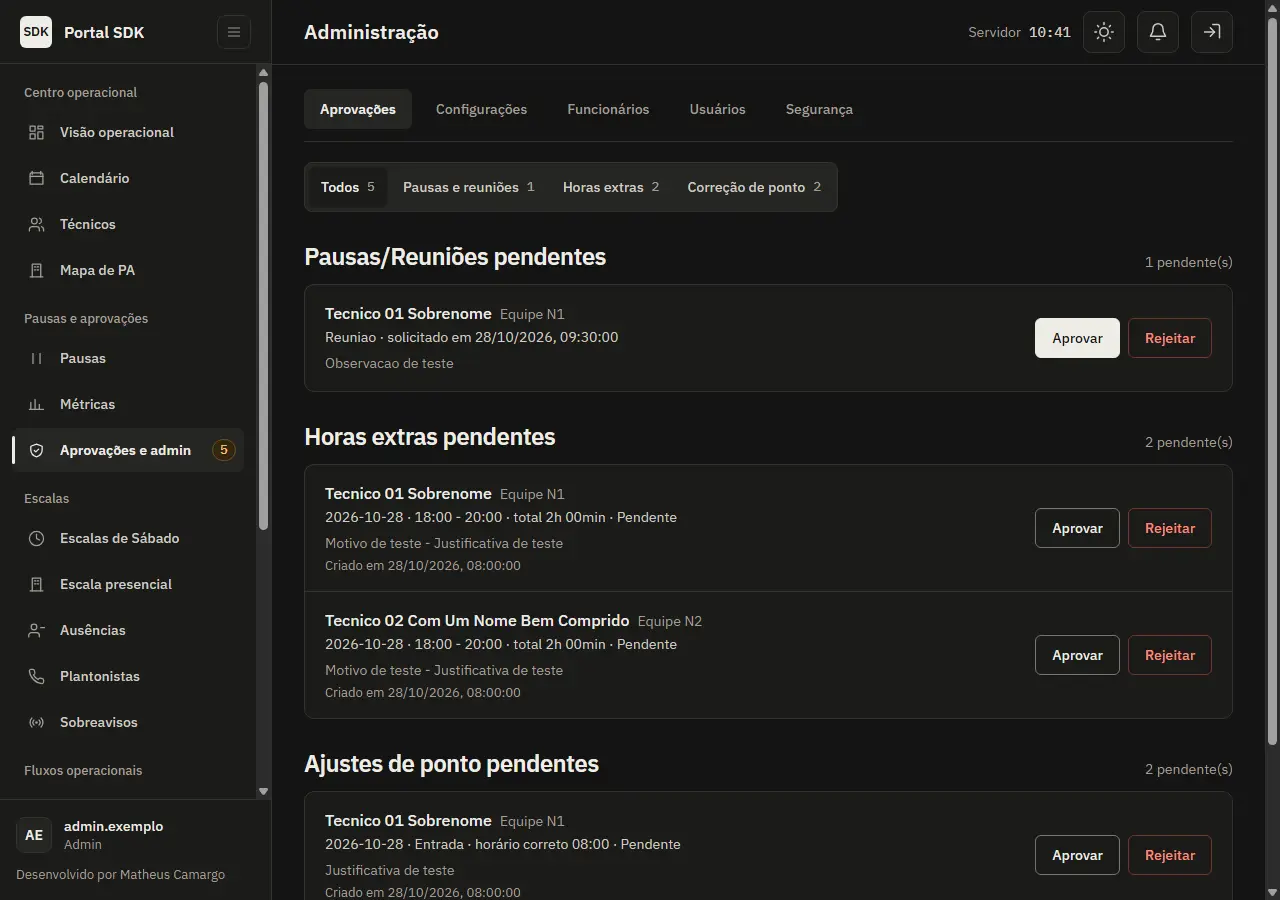 SDK Portal SDK
Centro operacional
Visão operacional
Calendário
Técnicos
Mapa de PA
Pausas e aprovações
Pausas
Métricas
Aprovações e admin 5
Escalas
Escalas de Sábado
Escala presencial
Ausências
Plantonistas
Sobreavisos
Fluxos operacionais
AE admin.exemplo
Admin
Desenvolvido por Matheus Camargo
Administração
Servidor 10:41
Aprovações Configurações Funcionários Usuários Segurança
Todos 5 Pausas e reuniões 1 Horas extras 2 Correção de ponto 2
Pausas/Reuniões pendentes
1 pendente(s)
Tecnico 01 Sobrenome Equipe N1
Reuniao · solicitado em 28/10/2026, 09:30:00
Observacao de teste
Aprovar Rejeitar
Horas extras pendentes
2 pendente(s)
Tecnico 01 Sobrenome Equipe N1
2026-10-28 · 18:00 - 20:00 · total 2h 00min · Pendente
Motivo de teste - Justificativa de teste
Criado em 28/10/2026, 08:00:00
Aprovar Rejeitar
Tecnico 02 Com Um Nome Bem Comprido Equipe N2
2026-10-28 · 18:00 - 20:00 · total 2h 00min · Pendente
Motivo de teste - Justificativa de teste
Criado em 28/10/2026, 08:00:00
Aprovar Rejeitar
Ajustes de ponto pendentes
2 pendente(s)
Tecnico 01 Sobrenome Equipe N1
2026-10-28 · Entrada · horário correto 08:00 · Pendente
Justificativa de teste
Criado em 28/10/2026, 08:00:00
Aprovar Rejeitar